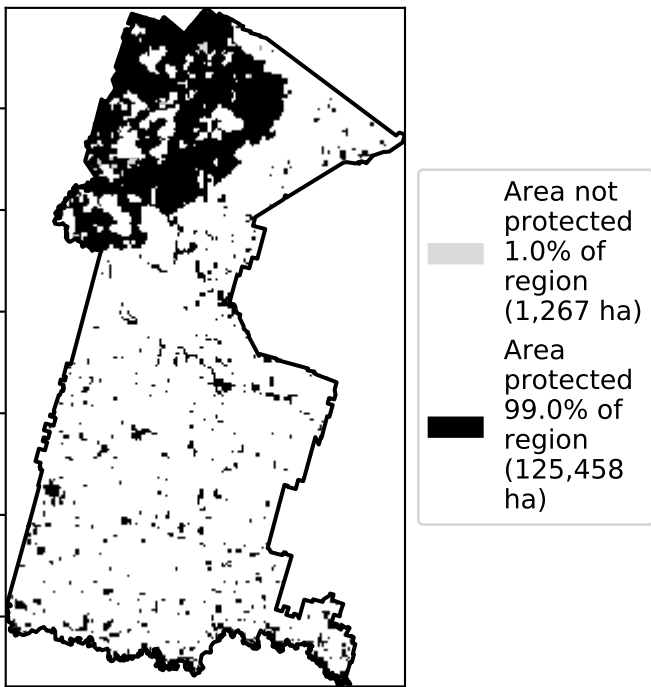 Area not
protected
1.0% of
region
(1,267 ha)
Area
protected
99.0% of
region
(125,458
ha)